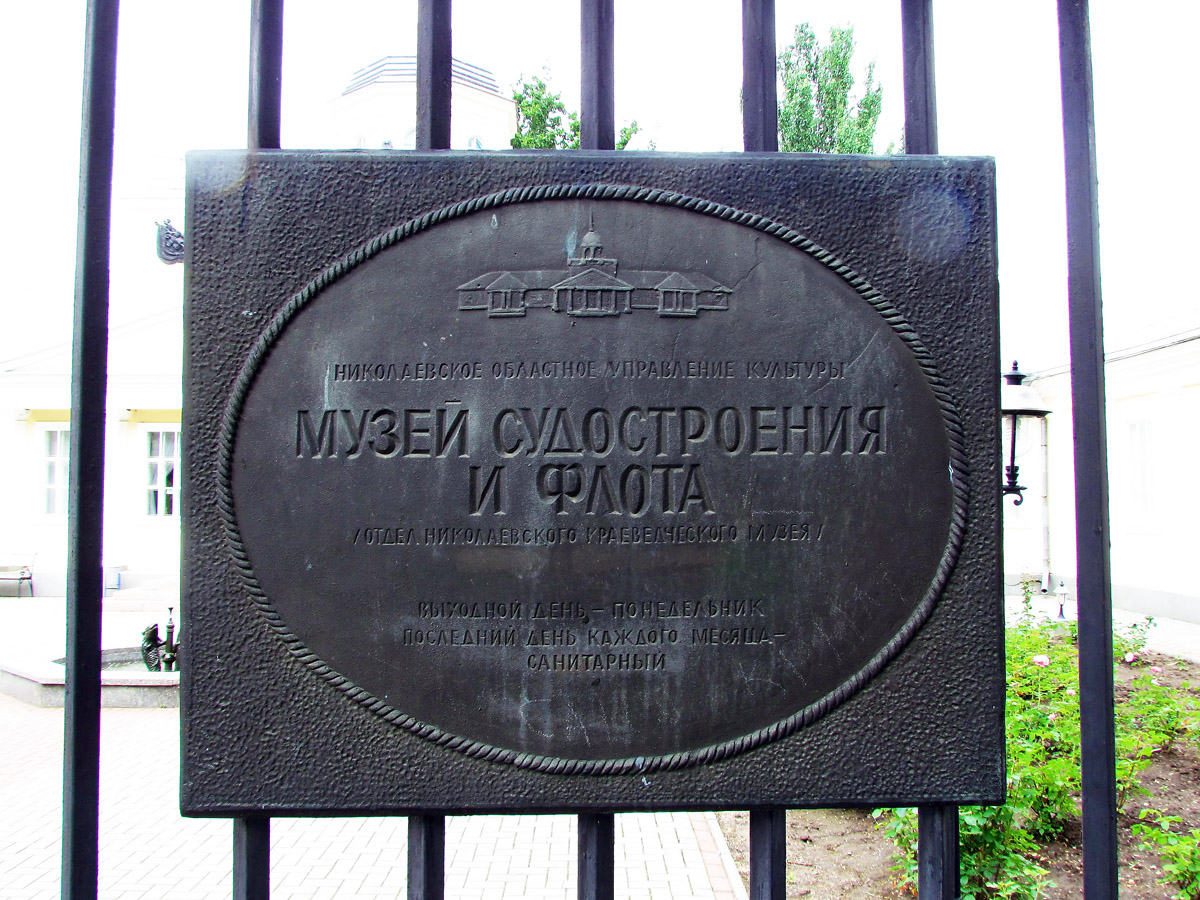 НИКОЛАЕВСКОЕ ОБЛАСТНОЕ УПРАВЛЕНИЕ КУЛЬТУРЫ
МУЗЕЙ СУДОСТРОЕНИЯ
И ФЛОТА
/ОТДЕЛ НИКОЛАЕВСКОГО КРАЕВЕДЧЕСКОГО МУЗЕЯ/
ВЫХОДНОЙ ДЕНЬ – ПОНЕДЕЛЬНИК
ПОСЛЕДНИЙ ДЕНЬ КАЖДОГО МЕСЯЦА –
САНИТАРНЫЙ